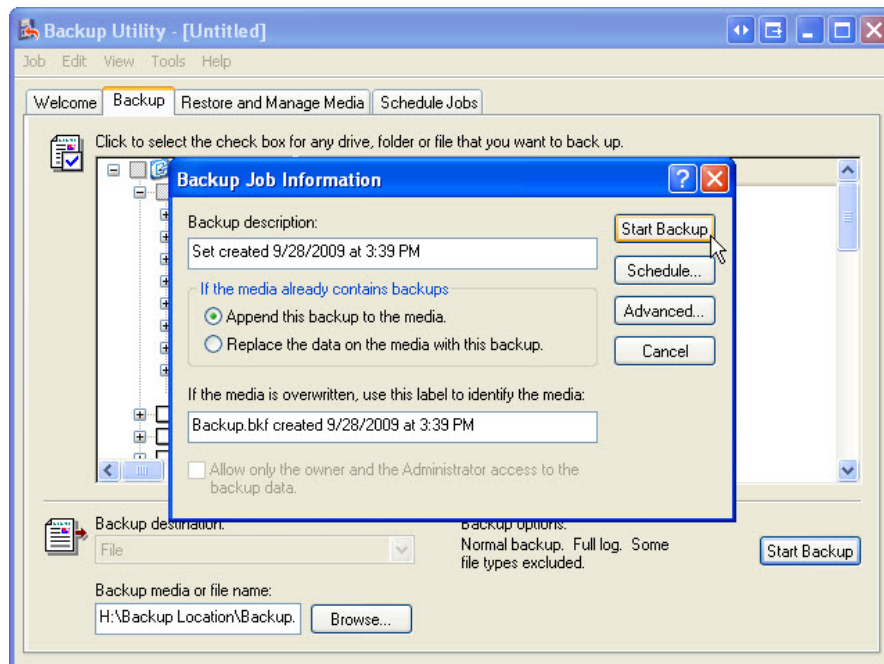 Backup Utility - [Untitled]
Job Edit View Tools Help
Welcome Backup Restore and Manage Media Schedule Jobs
Click to select the check box for any drive, folder or file that you want to back up.
Backup Job Information
Backup description:
Set created 9/28/2009 at 3:39 PM
Start Backup
Schedule...
If the media already contains backups
Append this backup to the media.
Advanced...
Replace the data on the media with this backup.
Cancel
If the media is overwritten, use this label to identify the media:
Backup.bkf created 9/28/2009 at 3:39 PM
Allow only the owner and the Administrator access to the
backup data.
Backup destination:
File
Backup options:
Normal backup. Full log. Some
file types excluded.
Start Backup
Backup media or file name:
H:\Backup Location\Backup.
Browse...